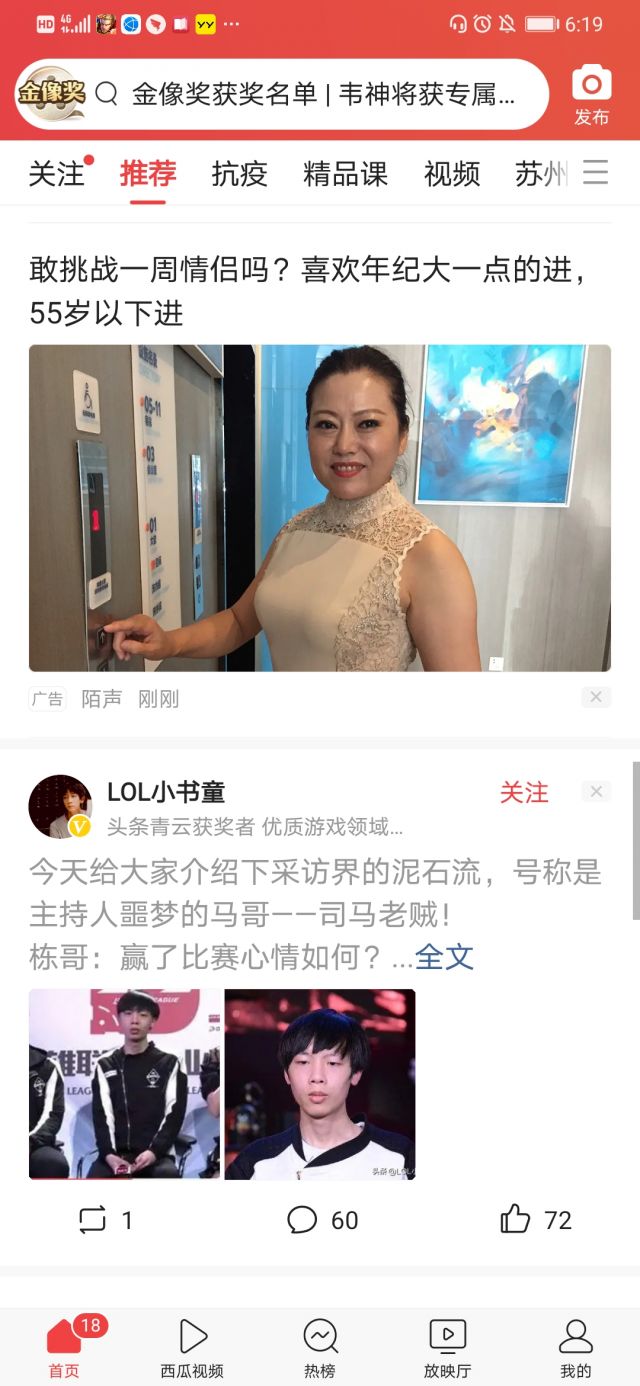 HD 4G 6:19
金像奖 金像奖获奖名单 | 韦神将获专属...
发布
关注 推荐 抗疫 精品课 视频 苏州
敢挑战一周情侣吗？喜欢年纪大一点的进，
55岁以下进
05-11
03
01
广告 陌声 刚刚
LOL小书童
关注
头条青云获奖者 优质游戏领域...
今天给大家介绍下采访界的泥石流，号称是
主持人噩梦的马哥——司马老贼！
栋哥：赢了比赛心情如何？...全文
1 60 72
18
首页 西瓜视频 热榜 放映厅 我的